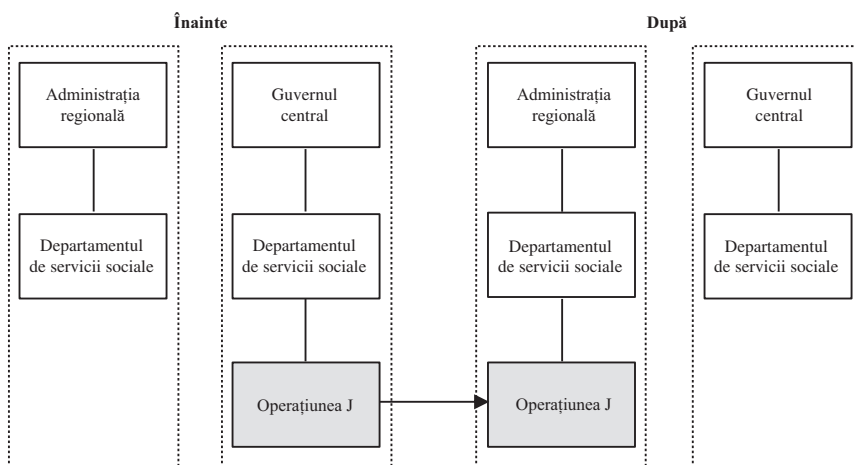 Înainte
După
Administrația
regională
Guvernul
central
Administrația
regională
Guvernul
central
Departamentul
de servicii sociale
Departamentul
de servicii sociale
Departamentul
de servicii sociale
Departamentul
de servicii sociale
Operațiunea J
Operațiunea J